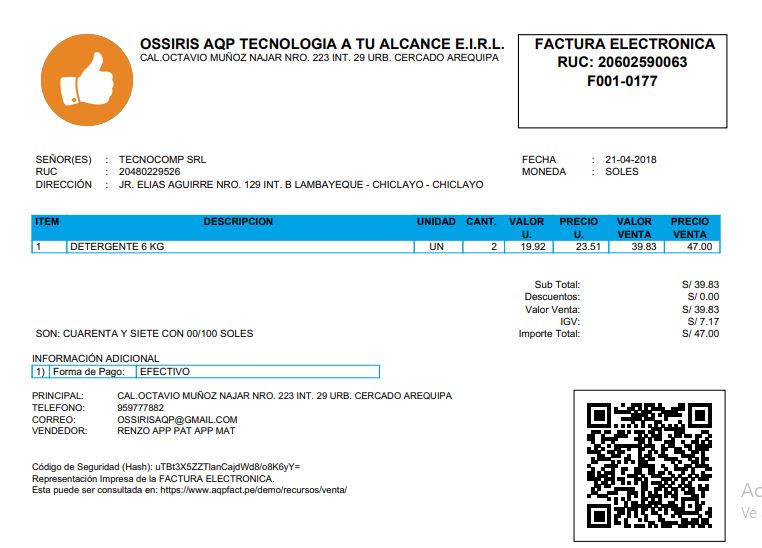 OSSIRIS AQP TECNOLOGIA A TU ALCANCE E.I.R.L.
CAL.OCTAVIO MUÑOZ NAJAR NRO. 223 INT. 29 URB. CERCADO AREQUIPA
FACTURA ELECTRONICA
RUC: 20602590063
F001-0177
SEÑOR(ES) : TECNOCOMP SRL
RUC : 20480229526
DIRECCIÓN : JR. ELIAS AGUIRRE NRO. 129 INT. B LAMBAYEQUE - CHICLAYO - CHICLAYO
FECHA : 21-04-2018
MONEDA : SOLES
ITEM DESCRIPCION UNIDAD CANT. VALOR U. PRECIO U. VALOR VENTA PRECIO VENTA
1 DETERGENTE 6 KG UN 2 19.92 23.51 39.83 47.00
Sub Total: S/ 39.83
Descuentos: S/ 0.00
Valor Venta: S/ 39.83
IGV: S/ 7.17
Importe Total: S/ 47.00
SON: CUARENTA Y SIETE CON 00/100 SOLES
INFORMACIÓN ADICIONAL
1) Forma de Pago: EFECTIVO
PRINCIPAL: CAL.OCTAVIO MUÑOZ NAJAR NRO. 223 INT. 29 URB. CERCADO AREQUIPA
TELEFONO: 959777882
CORREO: OSSIRISAQP@GMAIL.COM
VENDEDOR: RENZO APP PAT APP MAT
Código de Seguridad (Hash): uTBt3X5ZZTlanCajdWd8/o8K6yY=
Representación Impresa de la FACTURA ELECTRONICA.
Esta puede ser consultada en: https://www.aqpfact.pe/demo/recursos/venta/
Ac
Ve